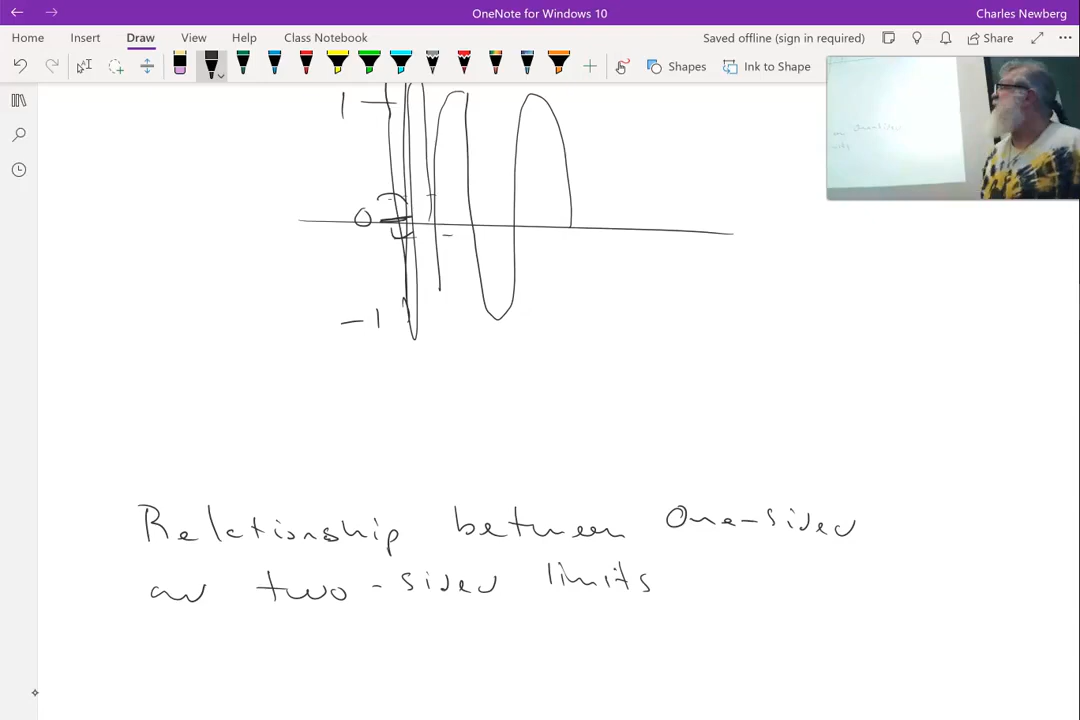 OneNote for Windows 10
Charles Newberg
Home Insert Draw View Help Class Notebook
Saved offline (sign in required)
Share
Shapes
Ink to Shape
1
0
-1
Relationship between One-sided
and two-sided limits